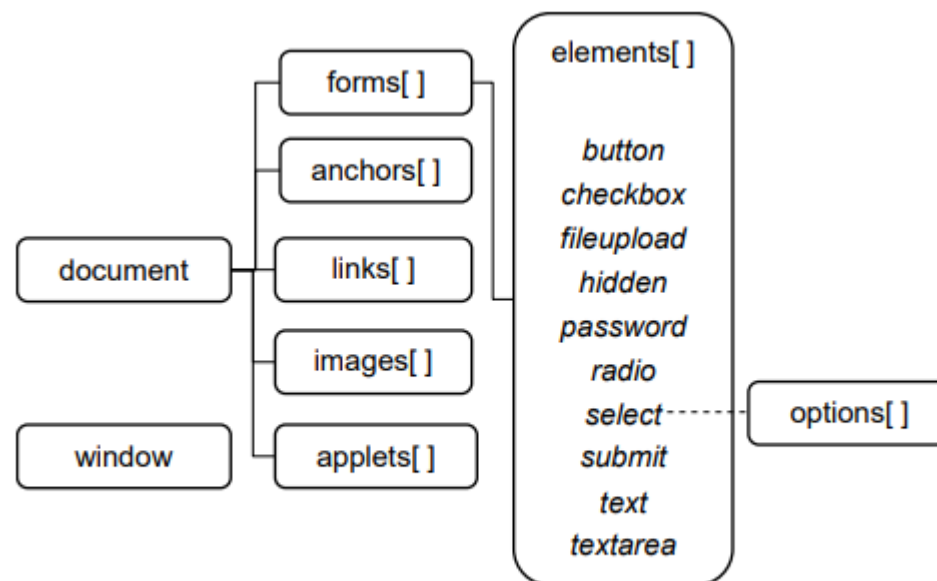 document
window
forms[ ]
anchors[ ]
links[ ]
images[ ]
applets[ ]
elements[ ]
button
checkbox
fileupload
hidden
password
radio
select
submit
text
textarea
options[ ]